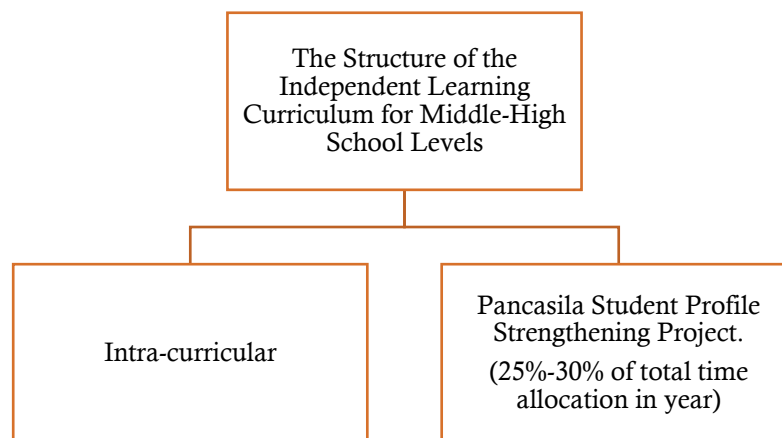 The Structure of the
Independent Learning
Curriculum for Middle-High
School Levels
Intra-curricular
Pancasila Student Profile
Strengthening Project.
(25%-30% of total time
allocation in year)